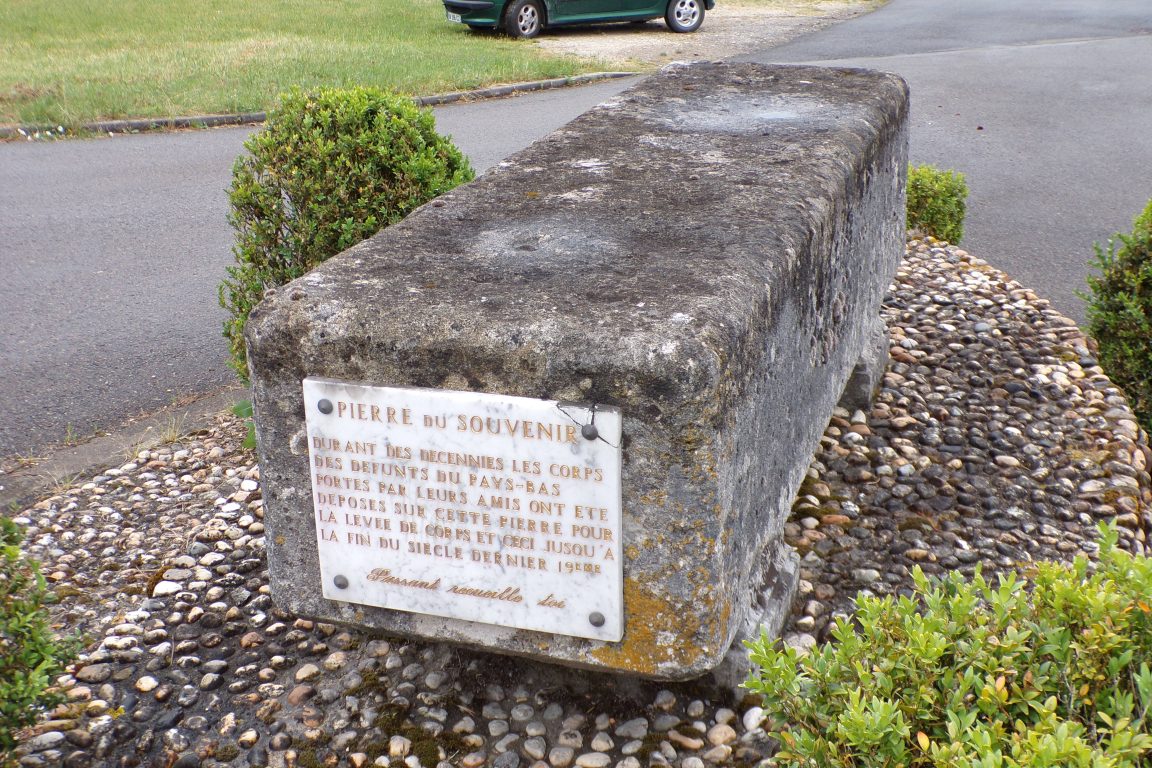 PIERRE DU SOUVENIR
DURANT DES DECENNIES LES CORPS
DES DEFUNTS DU PAYS-BAS
PORTES PAR LEURS AMIS ONT ETE
DEPOSES SUR CETTE PIERRE POUR
LA LEVEE DE CORPS ET CECI JUSQU'A
LA FIN DU SIECLE DERNIER 19EME
Passant recueilles toi